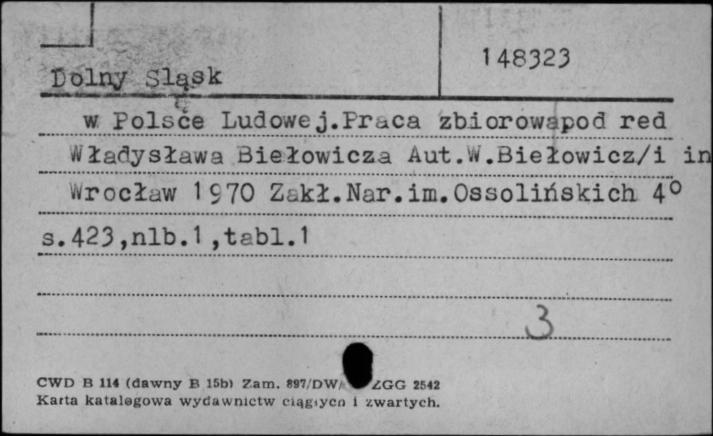 148323
Dolny Sląsk
w Polsce Ludowej.Praca zbiorowapod red
Władysława Biełowicza Aut.W.Biełowicz/i in
Wrocław 1970 Zakł.Nar.im.Ossolińskich 4°
s.423,nlb.1,tabl.1
3
CWD B 114 (dawny B 15b) Zam. 897/DW/ ZGG 2542
Karta katalogowa wydawnictw ciągłych i zwartych.